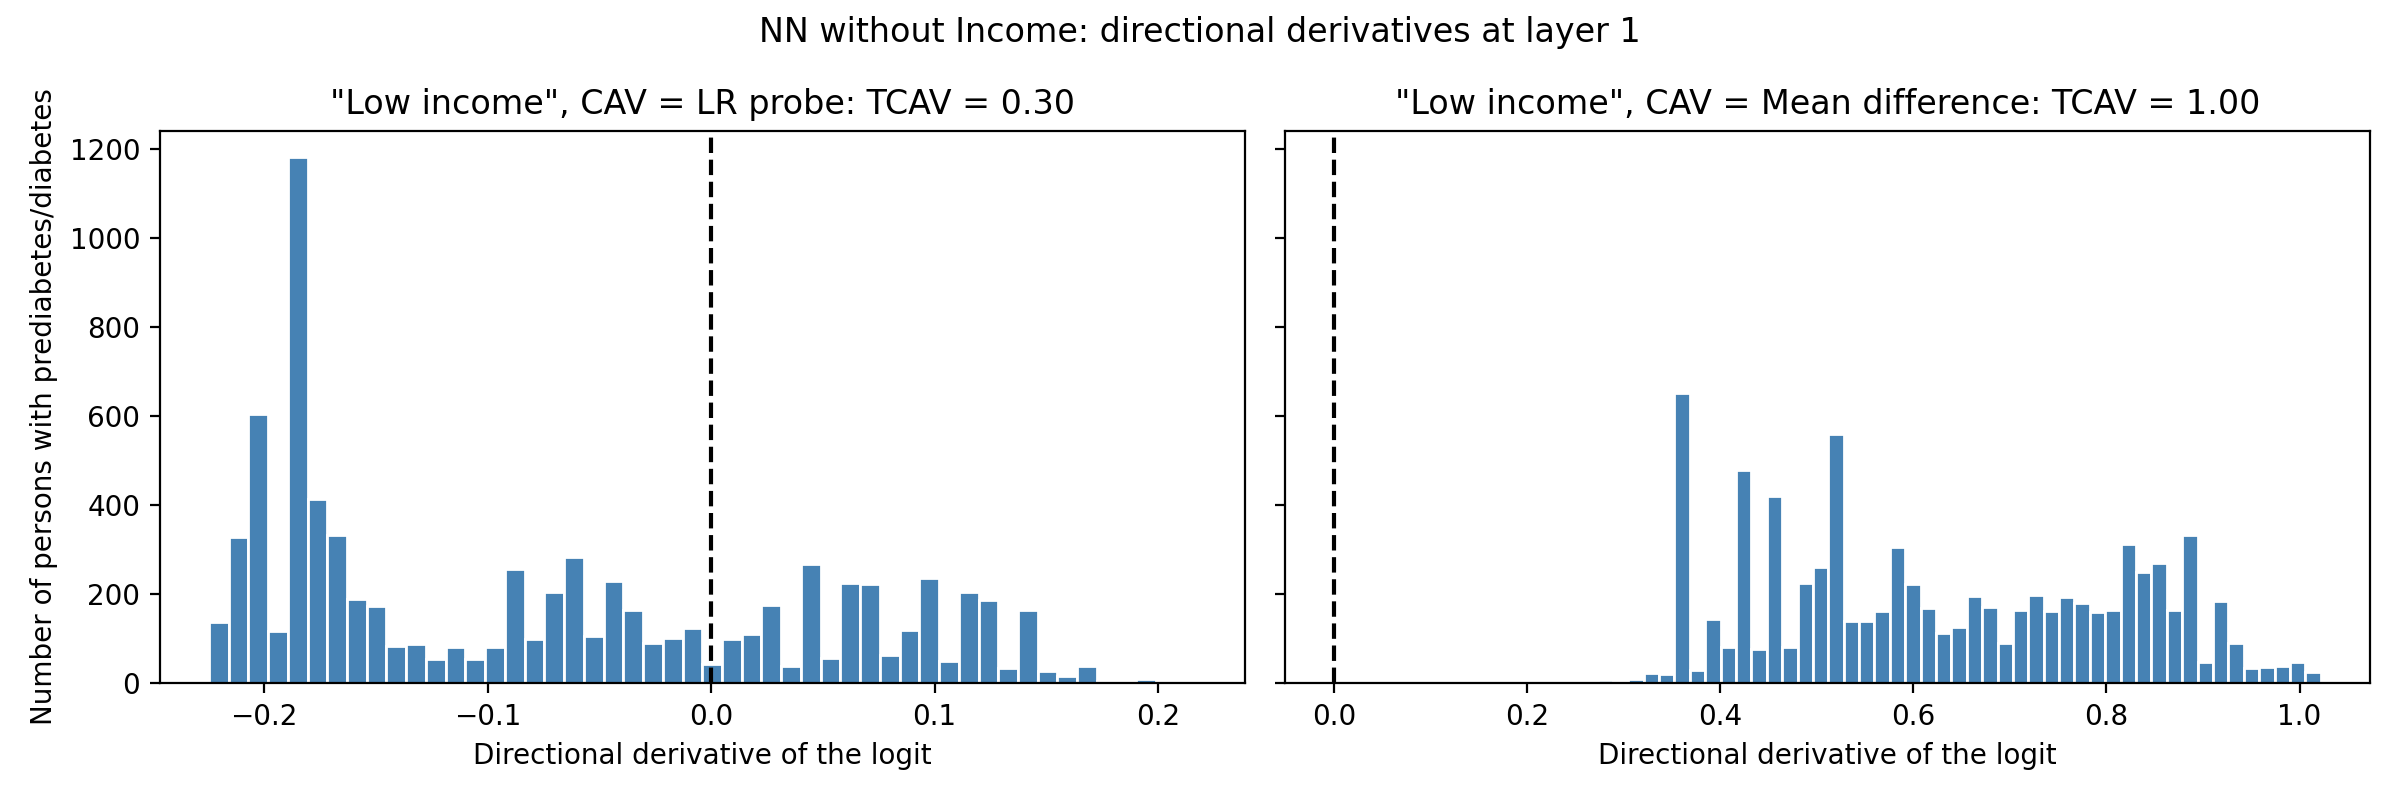 NN without Income: directional derivatives at layer 1
"Low income", CAV = LR probe: TCAV = 0.30
Number of persons with prediabetes/diabetes
1200
1000
800
600
400
200
0
−0.2 −0.1 0.0 0.1 0.2
Directional derivative of the logit
"Low income", CAV = Mean difference: TCAV = 1.00
0.0 0.2 0.4 0.6 0.8 1.0
Directional derivative of the logit